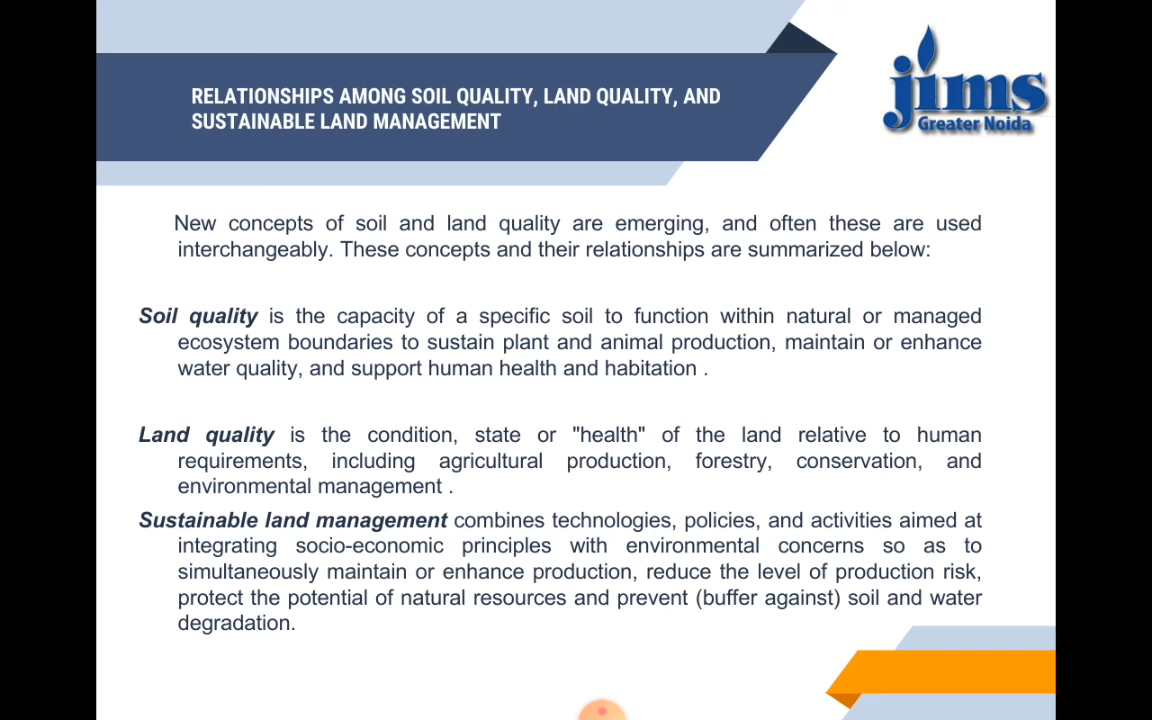 RELATIONSHIPS AMONG SOIL QUALITY, LAND QUALITY, AND
SUSTAINABLE LAND MANAGEMENT
jims
Greater Noida
New concepts of soil and land quality are emerging, and often these are used
interchangeably. These concepts and their relationships are summarized below:
Soil quality is the capacity of a specific soil to function within natural or managed
ecosystem boundaries to sustain plant and animal production, maintain or enhance
water quality, and support human health and habitation .
Land quality is the condition, state or "health" of the land relative to human
requirements, including agricultural production, forestry, conservation, and
environmental management .
Sustainable land management combines technologies, policies, and activities aimed at
integrating socio-economic principles with environmental concerns so as to
simultaneously maintain or enhance production, reduce the level of production risk,
protect the potential of natural resources and prevent (buffer against) soil and water
degradation.